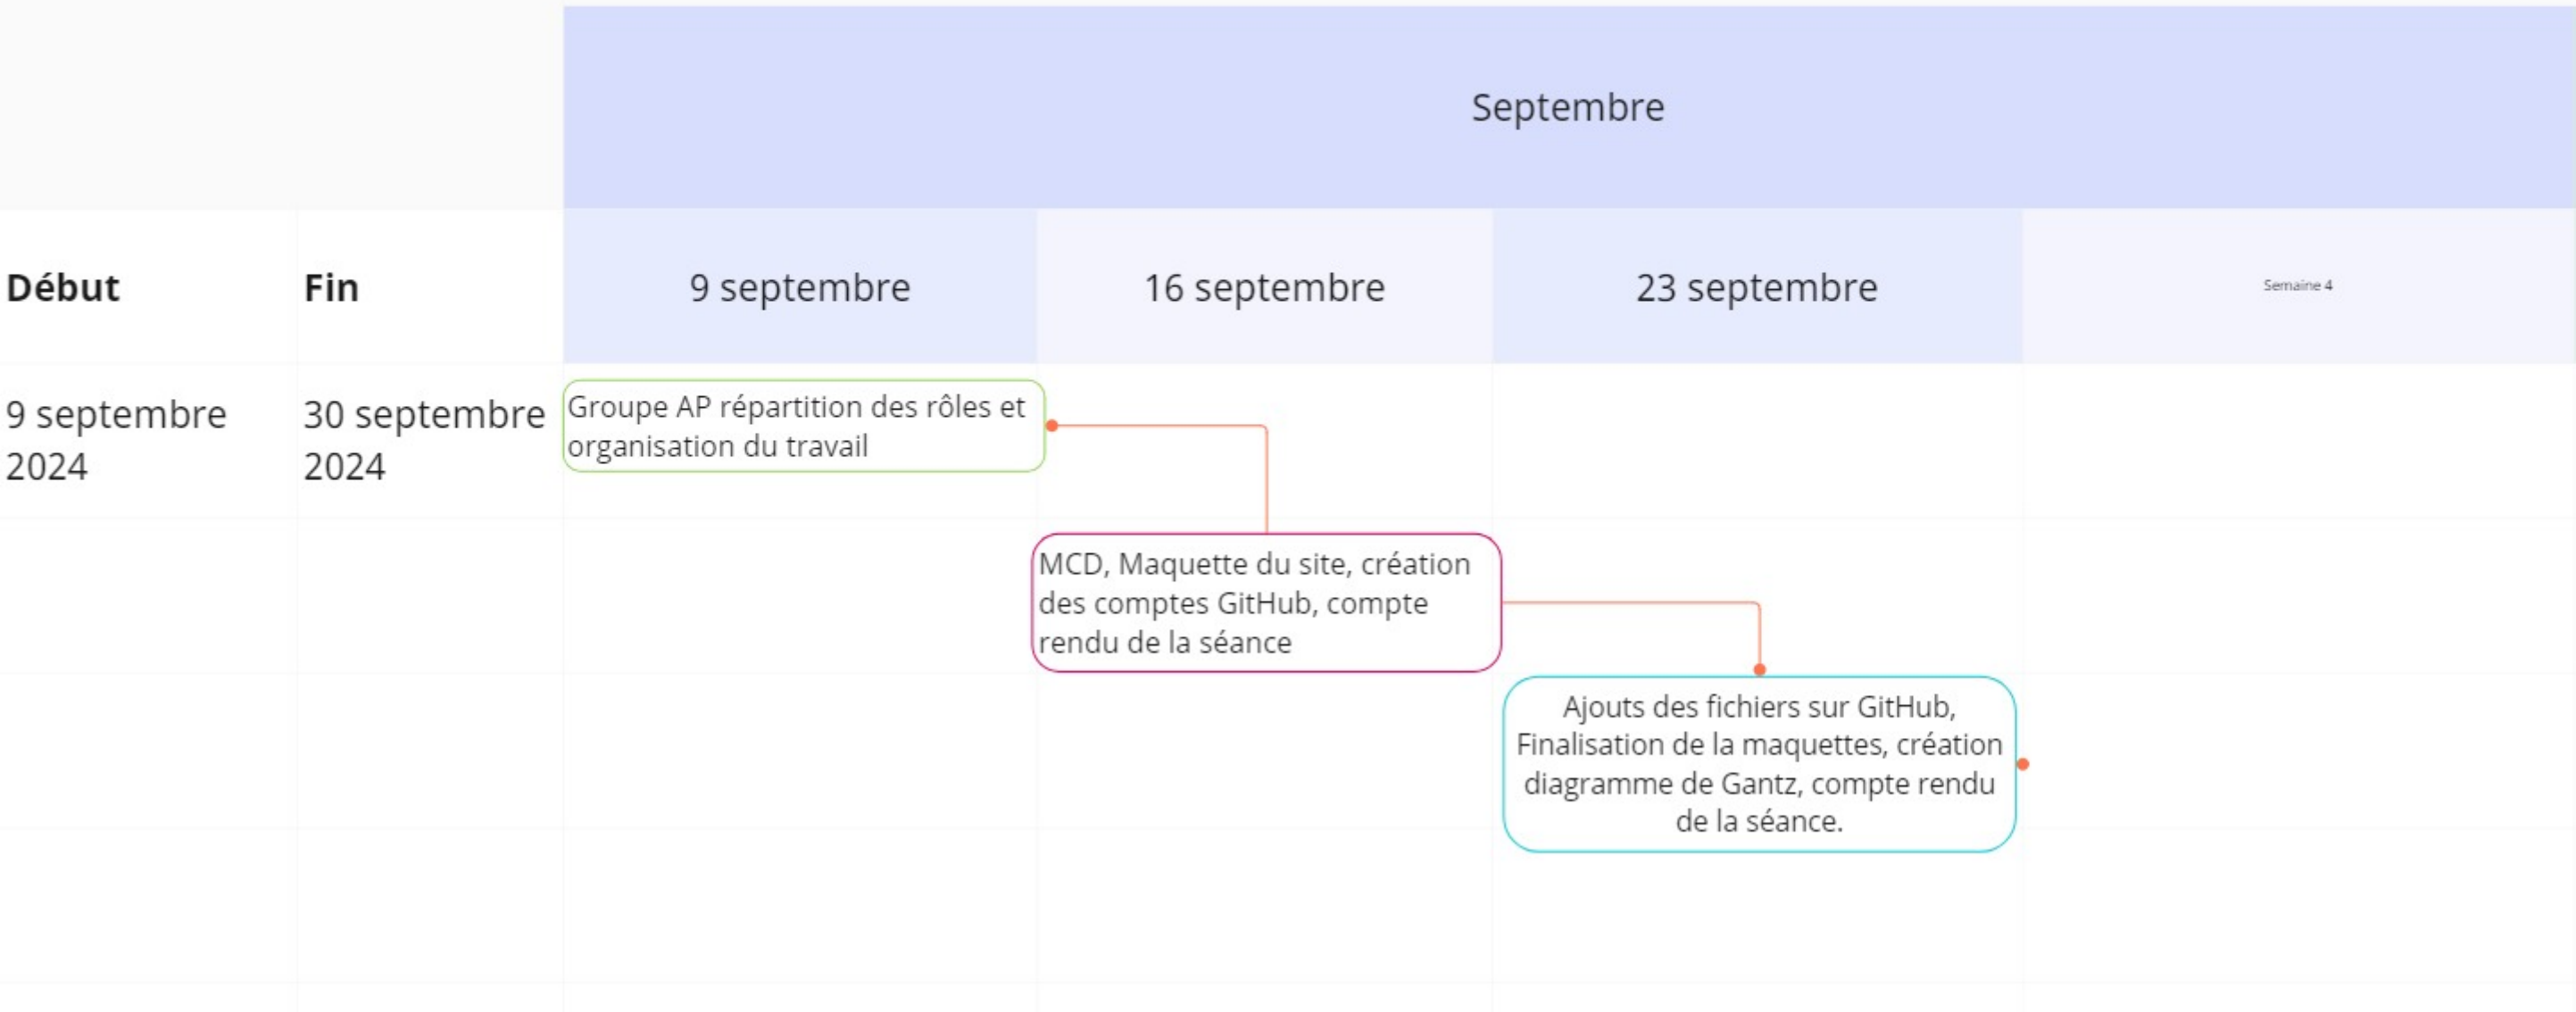 Septembre
Début
Fin
9 septembre
16 septembre
23 septembre
Semaine 4
9 septembre
2024
30 septembre
2024
Groupe AP répartition des rôles et
organisation du travail
MCD, Maquette du site, création
des comptes GitHub, compte
rendu de la séance
Ajouts des fichiers sur GitHub,
Finalisation de la maquettes, création
diagramme de Gantz, compte rendu
de la séance.